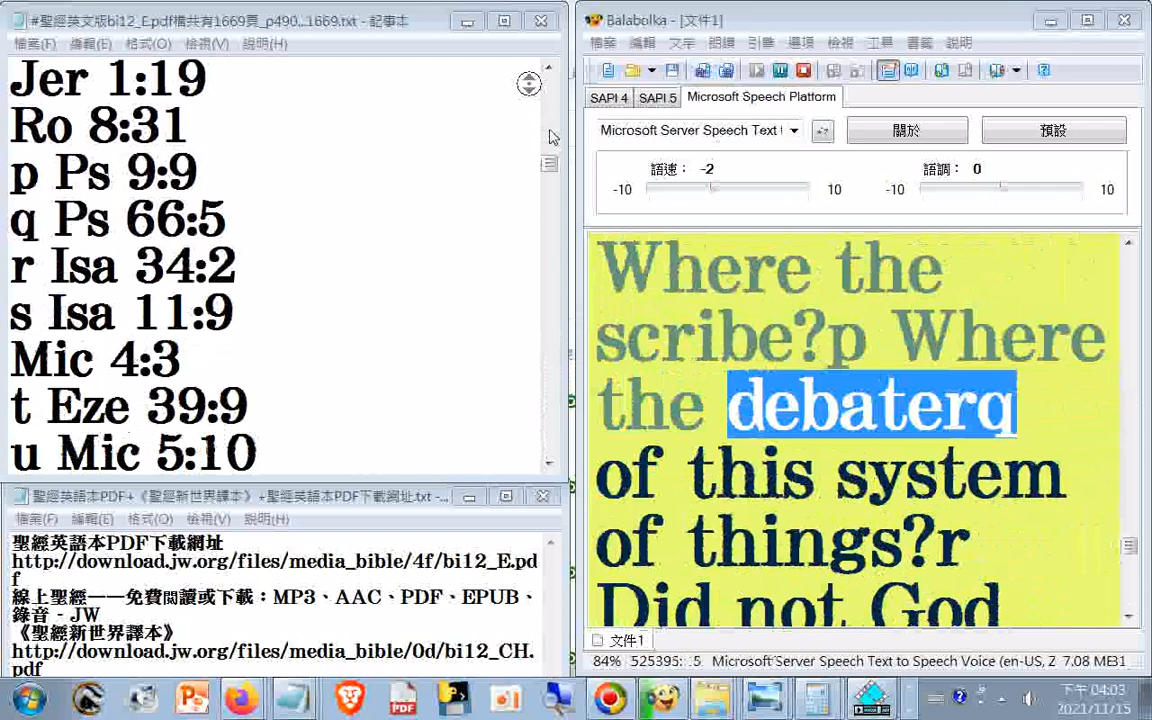 #聖經英文版bi12_E.pdf檔共有1669頁_p490...1669.txt - 記事本
檔案(F) 編輯(E) 格式(O) 檢視(V) 說明(H)
Jer 1:19
Ro 8:31
p Ps 9:9
q Ps 66:5
r Isa 34:2
s Isa 11:9
Mic 4:3
t Eze 39:9
u Mic 5:10
聖經英語本PDF+《聖經新世界譯本》+聖經英語本PDF下載網址.txt -...
檔案(F) 編輯(E) 格式(O) 檢視(V) 說明(H)
聖經英語本PDF下載網址
http://download.jw.org/files/media_bible/4f/bi12_E.pd
f
線上聖經——免費閱讀或下載：MP3、AAC、PDF、EPUB、
錄音 - JW
《聖經新世界譯本》
http://download.jw.org/files/media_bible/0d/bi12_CH.
pdf
Balabolka - [文件1]
檔案 編輯 文字 朗讀 引擎 選項 檢視 工具 書籤 說明
SAPI 4 SAPI 5 Microsoft Speech Platform
Microsoft Server Speech Text 關於 預設
語速： -2 語調： 0
-10 10 -10 10
Where the
scribe?p Where
the debaterq
of this system
of things?r
Did not God
文件1
84% 525395: 5 Microsoft Server Speech Text to Speech Voice (en-US, Z 7.08 MB
PDF
下午 04:03
2021/11/15